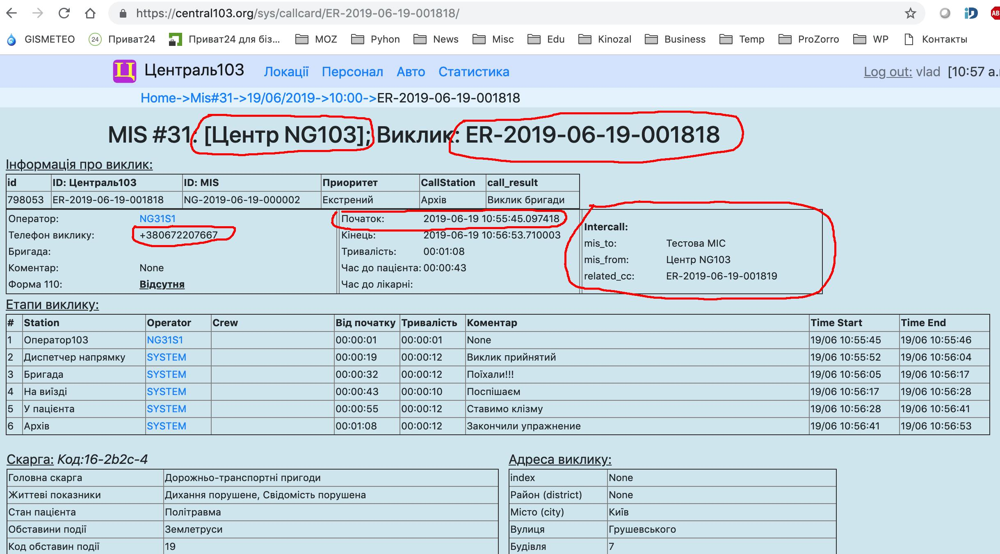 https://central103.org/sys/callcard/ER-2019-06-19-001818/
GISMETEO 24 Приват24 Приват24 для біз... MOZ Pyhon News Misc Edu Kinozal Business Temp ProZorro WP Контакты
Ц Централь103 Локації Персонал Авто Статистика Log out: vlad [10:57 a.
Home->Mis#31->19/06/2019->10:00->ER-2019-06-19-001818
MIS #31: [Центр NG103]; Виклик: ER-2019-06-19-001818
Інформація про виклик:
id ID: Централь103 ID: MIS Приоритет CallStation call_result
798053 ER-2019-06-19-001818 NG-2019-06-19-000002 Екстрений Архів Виклик бригади
Оператор: NG31S1 Початок: 2019-06-19 10:55:45.097418
Телефон виклику: +380672207667 Кінець: 2019-06-19 10:56:53.710003
Бригада: Тривалість: 00:01:08
Коментар: None Час до пацієнта: 00:00:43
Форма 110: Відсутня Час до лікарні:
Intercall:
mis_to: Тестова МІС
mis_from: Центр NG103
related_cc: ER-2019-06-19-001819
Етапи виклику:
# Station Operator Crew Від початку Тривалість Коментар Time Start Time End
1 Оператор103 NG31S1 00:00:01 00:00:01 None 19/06 10:55:45 19/06 10:55:46
2 Диспетчер напрямку SYSTEM 00:00:19 00:00:12 Виклик прийнятий 19/06 10:55:52 19/06 10:56:04
3 Бригада SYSTEM 00:00:32 00:00:12 Поїхали!!! 19/06 10:56:05 19/06 10:56:17
4 На виїзді SYSTEM 00:00:43 00:00:10 Поспішаєм 19/06 10:56:17 19/06 10:56:28
5 У пацієнта SYSTEM 00:00:55 00:00:12 Ставимо клізму 19/06 10:56:28 19/06 10:56:41
6 Архів SYSTEM 00:01:08 00:00:12 Закончили упражнение 19/06 10:56:41 19/06 10:56:53
Скарга: Код:16-2b2c-4
Головна скарга Дорожньо-транспортні пригоди
Життеві показники Дихання порушене, Свідомість порушена
Стан пацієнта Політравма
Обставини події Землетруси
Код обставин події 19
Адреса виклику:
index None
Район (district) None
Місто (city) Київ
Вулиця Грушевського
Будівля 7